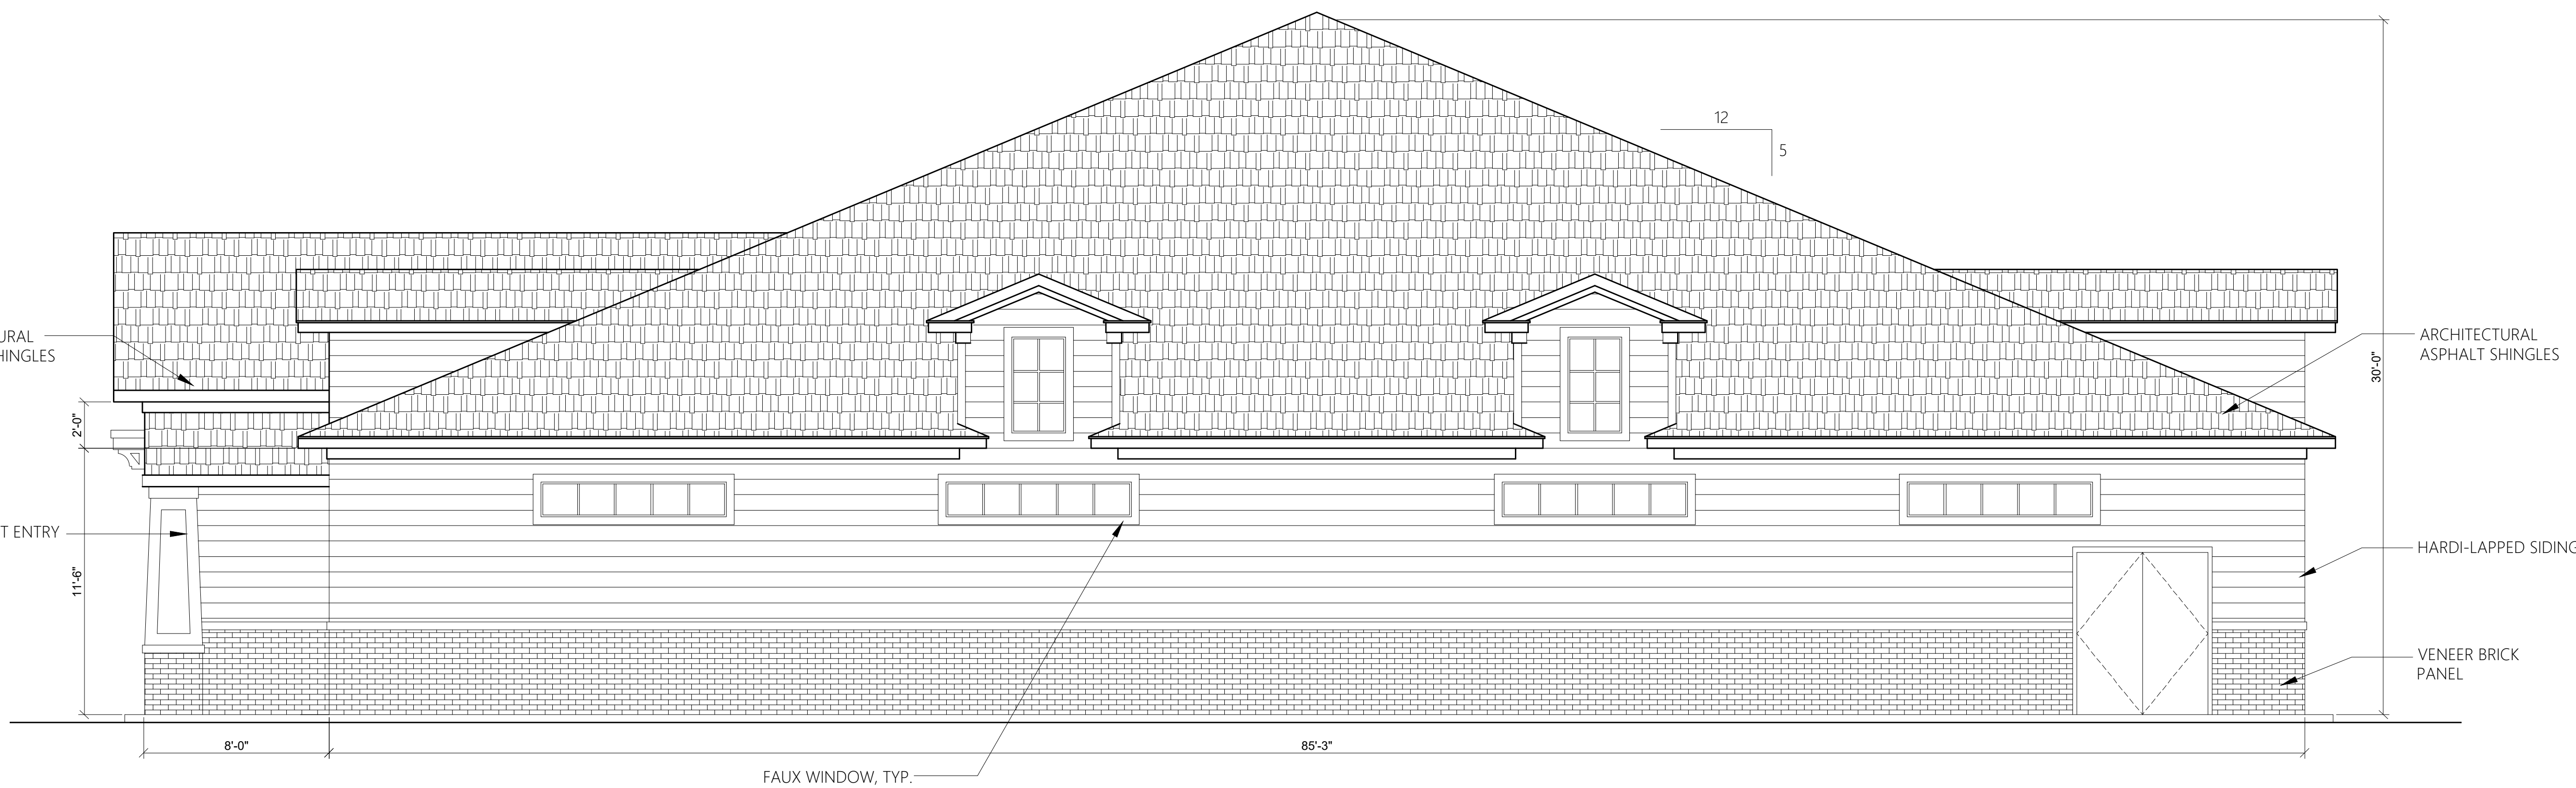 12
5
30'-0"
URAL
HINGLES
ARCHITECTURAL
ASPHALT SHINGLES
2'-0"
T ENTRY
11'-6"
HARDI-LAPPED SIDING
VENEER BRICK
PANEL
8'-0"
85'-3"
FAUX WINDOW, TYP.